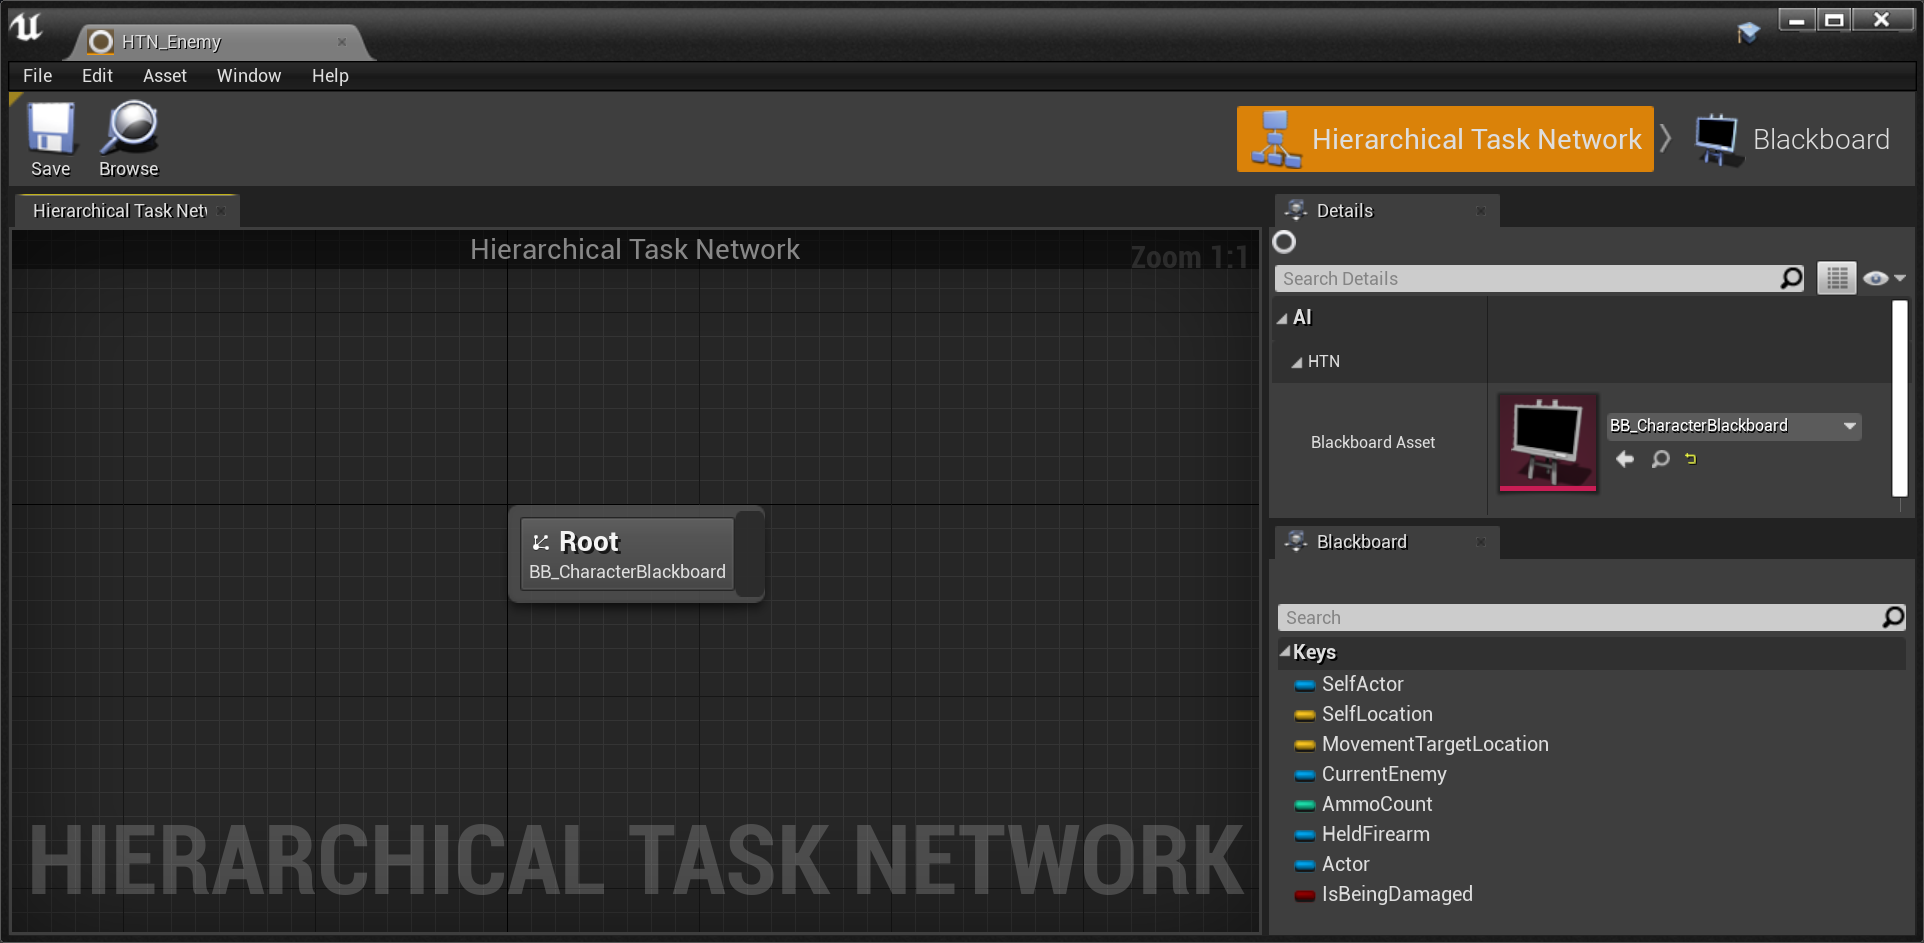 HTN_Enemy
File Edit Asset Window Help
Save Browse
Hierarchical Task Network Blackboard
Hierarchical Task Net
Hierarchical Task Network
Zoom 1:1
Root
BB_CharacterBlackboard
HIERARCHICAL TASK NETWORK
Details
Search Details
AI
HTN
Blackboard Asset
BB_CharacterBlackboard
Blackboard
Search
Keys
SelfActor
SelfLocation
MovementTargetLocation
CurrentEnemy
AmmoCount
HeldFirearm
Actor
IsBeingDamaged